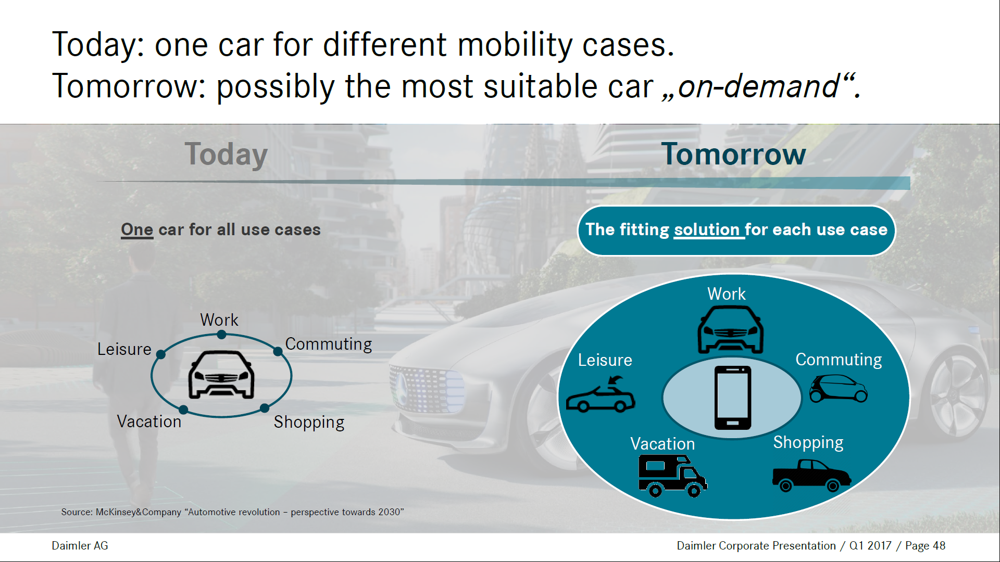 Today: one car for different mobility cases.
Tomorrow: possibly the most suitable car „on-demand“.
Today
Tomorrow
One car for all use cases
The fitting solution for each use case
Work
Leisure
Commuting
Vacation
Shopping
Work
Leisure
Commuting
Vacation
Shopping
Source: McKinsey&Company “Automotive revolution – perspective towards 2030”
Daimler AG
Daimler Corporate Presentation / Q1 2017 / Page 48